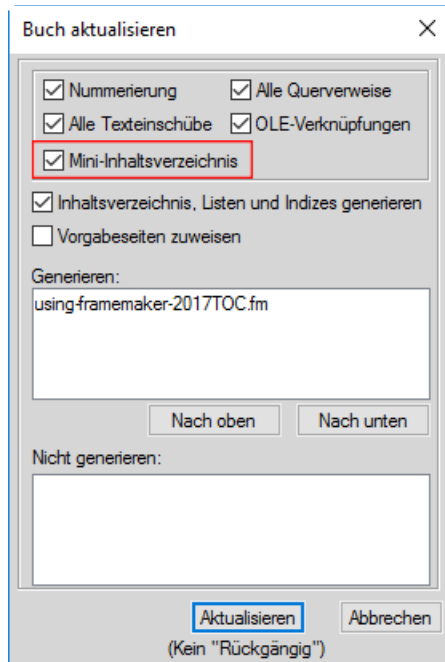 Buch aktualisieren
Nummerierung Alle Querverweise
Alle Texteinschübe OLE-Verknüpfungen
Mini-Inhaltsverzeichnis
Inhaltsverzeichnis, Listen und Indizes generieren
Vorgabeseiten zuweisen
Generieren:
using-framemaker-2017TOC.fm
Nach oben Nach unten
Nicht generieren:
Aktualisieren Abbrechen
(Kein "Rückgängig")